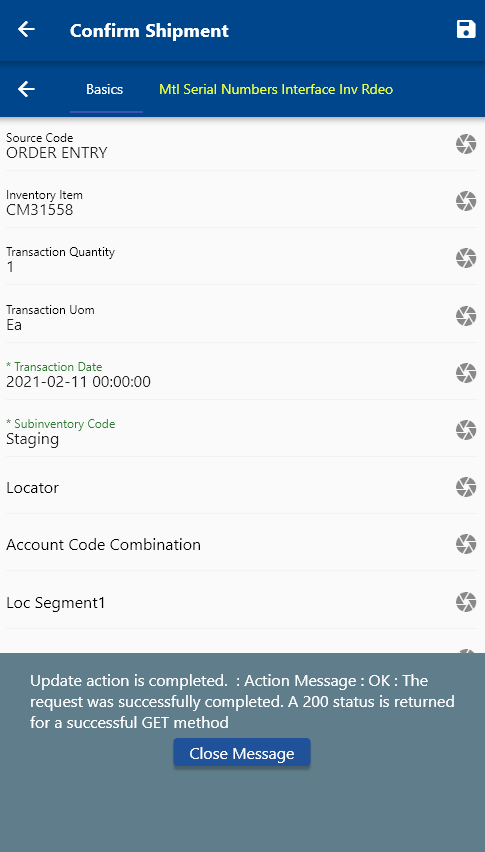 Confirm Shipment
Basics
Mtl Serial Numbers Interface Inv Rdeo
Source Code
ORDER ENTRY
Inventory Item
CM31558
Transaction Quantity
1
Transaction Uom
Ea
* Transaction Date
2021-02-11 00:00:00
* Subinventory Code
Staging
Locator
Account Code Combination
Loc Segment1
Update action is completed.  : Action Message : OK : The
request was successfully completed. A 200 status is returned
for a successful GET method
Close Message